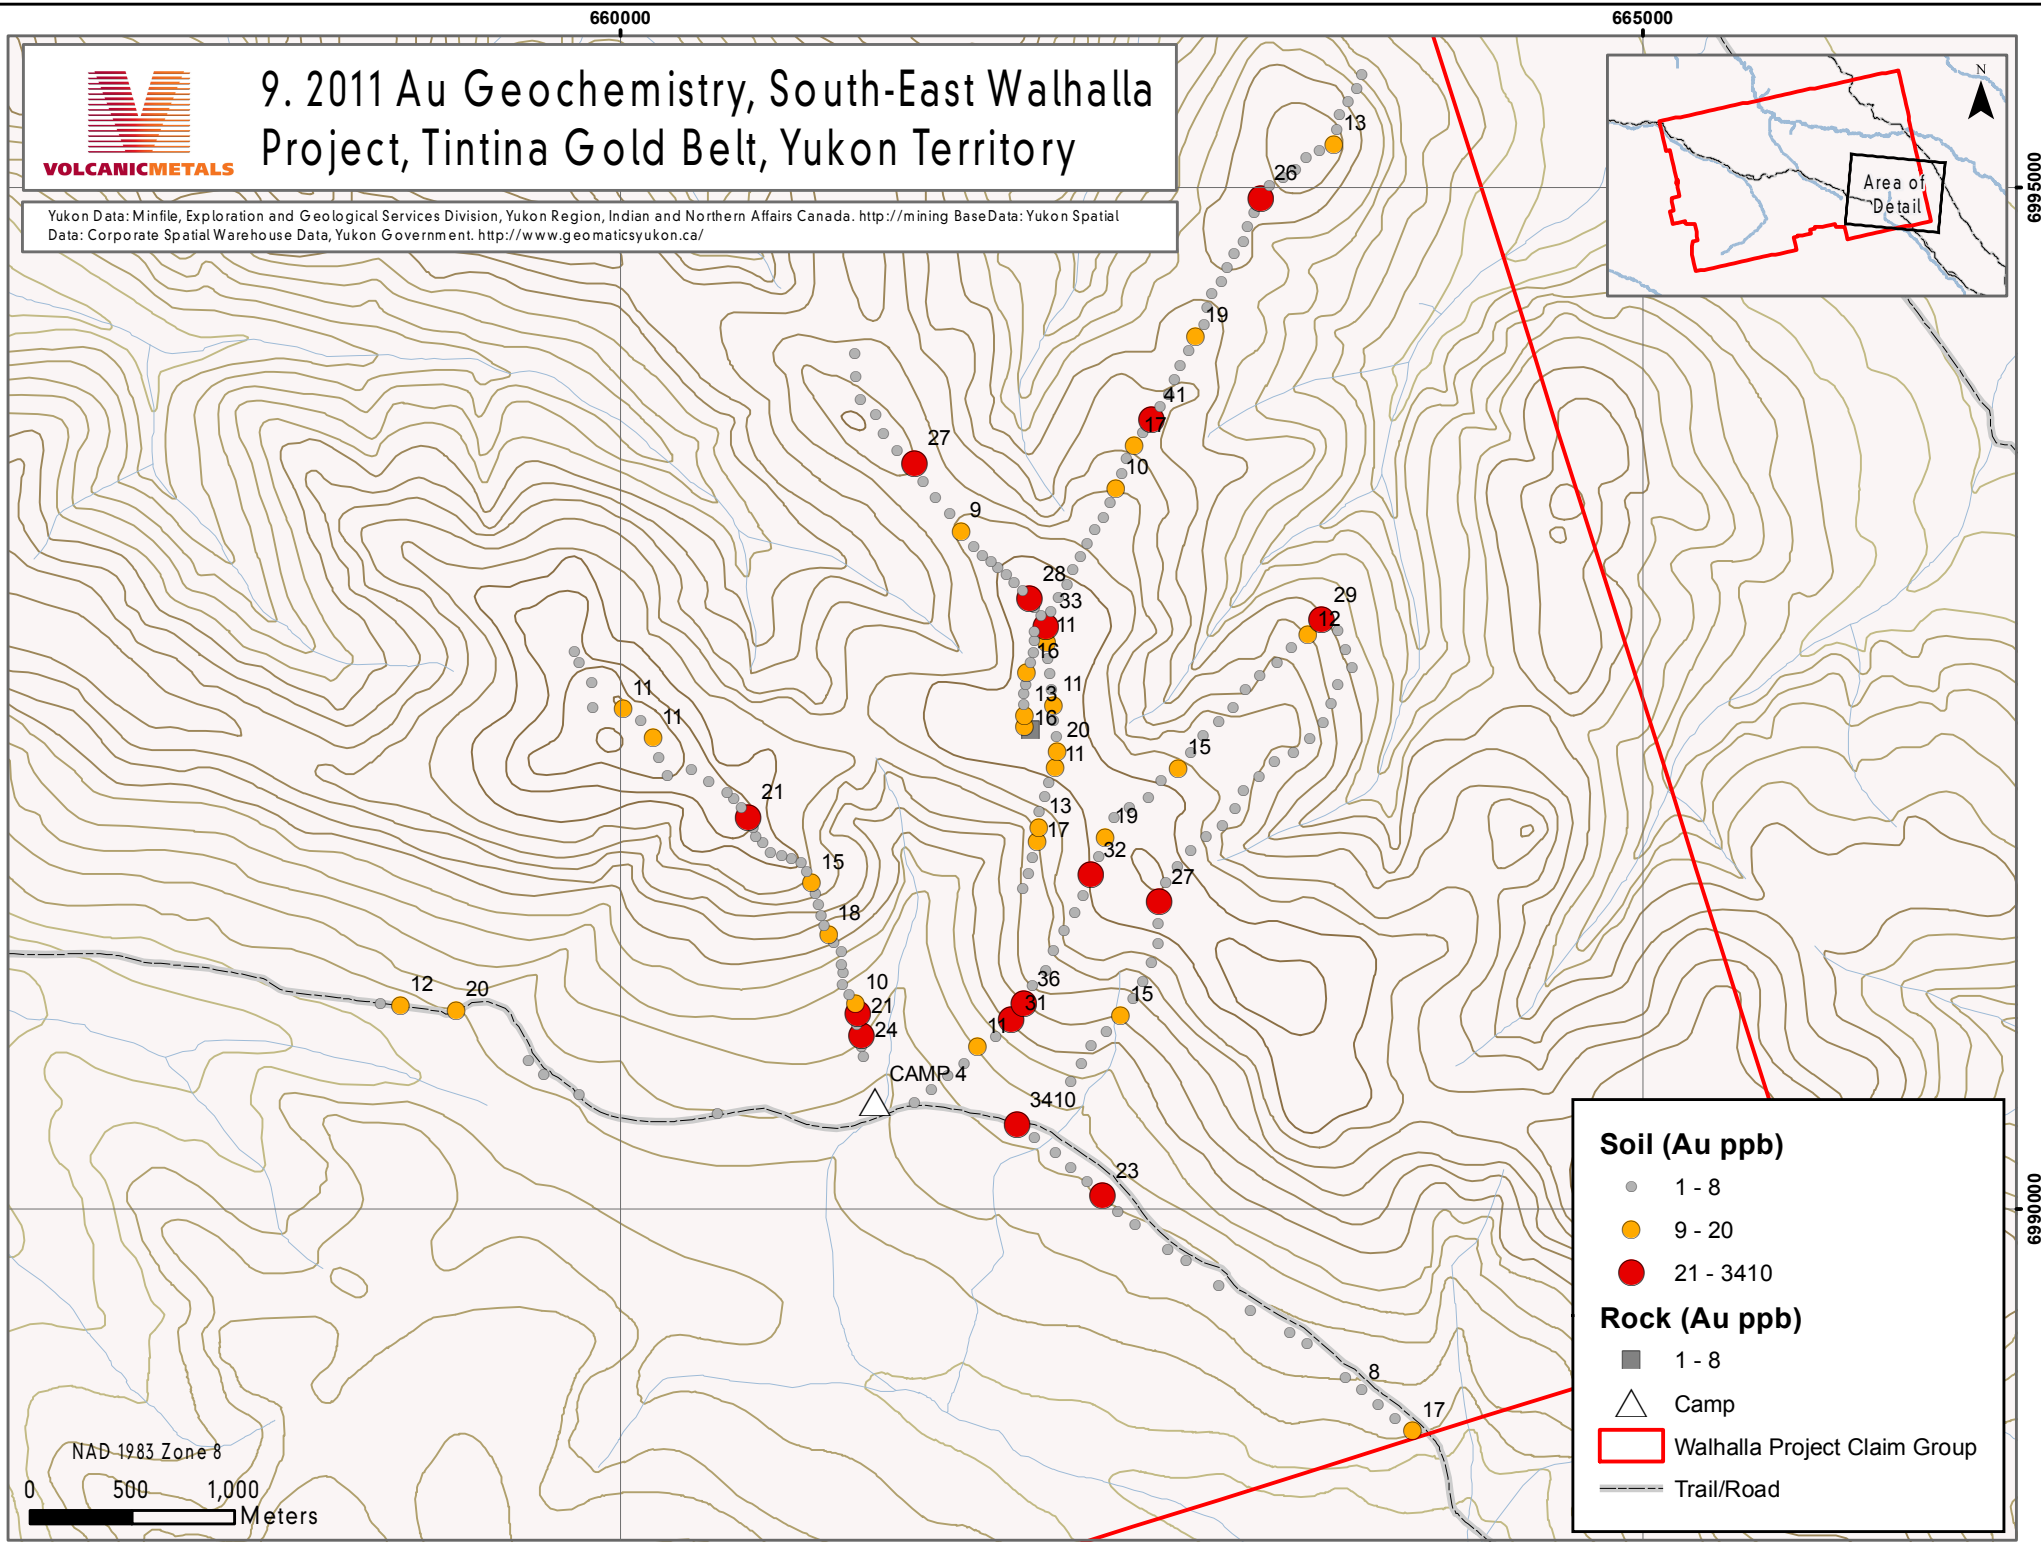 660000
665000
9. 2011 Au Geochemistry, South-East Walhalla
Project, Tintina Gold Belt, Yukon Territory
VOLCANICMETALS
Yukon Data: Minfile, Exploration and Geological Services Division, Yukon Region, Indian and Northern Affairs Canada. http://mining BaseData: Yukon Spatial
Data: Corporate Spatial Warehouse Data, Yukon Government. http://www.geomaticsyukon.ca/
N
Area of
Detail
6995000
13
26
19
41
17
27
10
9
28
33
11
29
12
16
11
11
13
11
16
20
11
15
21
13
19
17
32
15
27
18
36
12
20
10
15
21
31
24
11
CAMP 4
3410
23
6990000
8
17
Soil (Au ppb)
1 - 8
9 - 20
21 - 3410
Rock (Au ppb)
1 - 8
Camp
Walhalla Project Claim Group
Trail/Road
NAD 1983 Zone 8
0 500 1,000
Meters